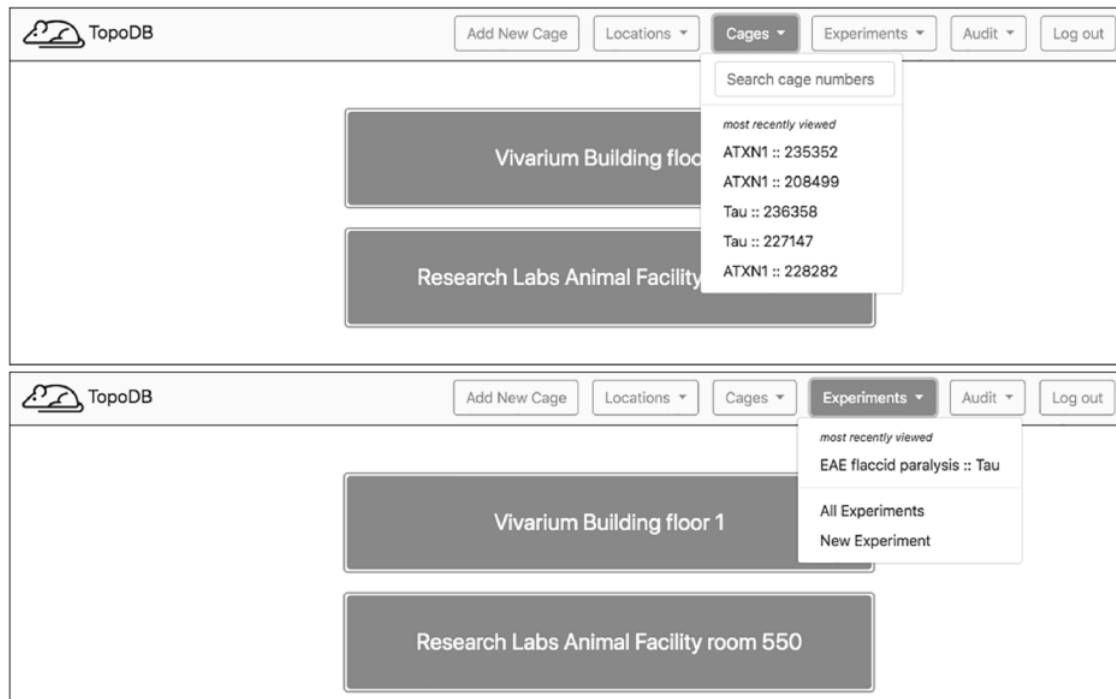 TopoDB Add New Cage Locations Cages Experiments Audit Log out
Search cage numbers
most recently viewed
Vivarium Building
ATXN1 :: 235352
ATXN1 :: 208499
Tau :: 236358
Tau :: 227147
Research Labs Animal Facility
ATXN1 :: 228282
TopoDB Add New Cage Locations Cages Experiments Audit Log out
most recently viewed
EAE flaccid paralysis :: Tau
All Experiments
Vivarium Building floor 1
New Experiment
Research Labs Animal Facility room 550